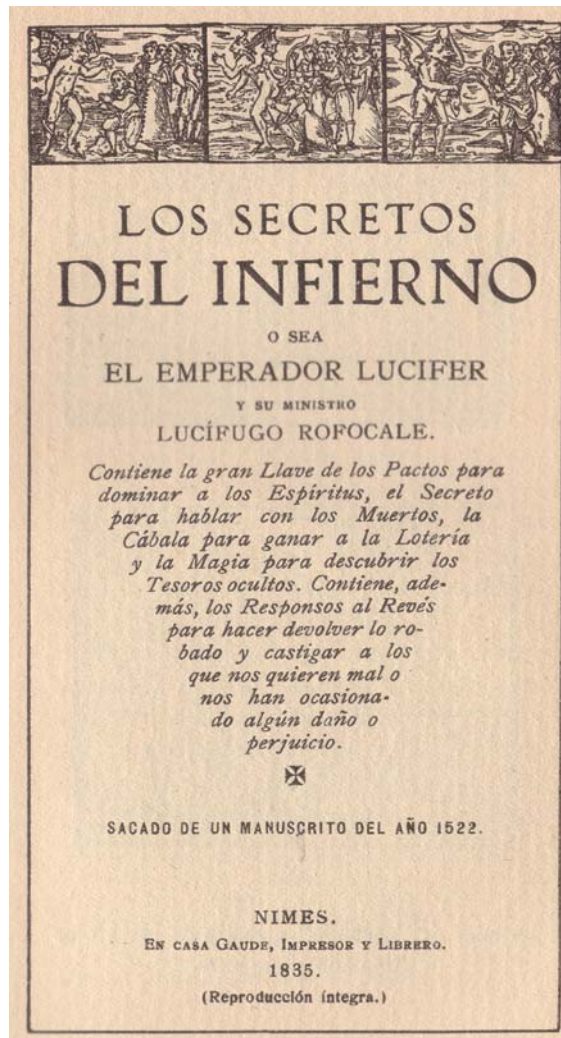 LOS SECRETOS
DEL INFIERNO
O SEA
EL EMPERADOR LUCIFER
Y SU MINISTRO
LUCÍFUGO ROFOCALE.
Contiene la gran Llave de los Pactos para
dominar a los Espíritus, el Secreto
para hablar con los Muertos, la
Cábala para ganar a la Lotería
y la Magia para descubrir los
Tesoros ocultos. Contiene, ade-
más, los Responsos al Revés
para hacer devolver lo ro-
bado y castigar a los
que nos quieren mal o
nos han ocasiona-
do algún daño o
perjuicio.
✠
SACADO DE UN MANUSCRITO DEL AÑO 1522.
NIMES.
EN CASA GAUDE, IMPRESOR Y LIBRERO.
1835.
(Reproducción íntegra.)